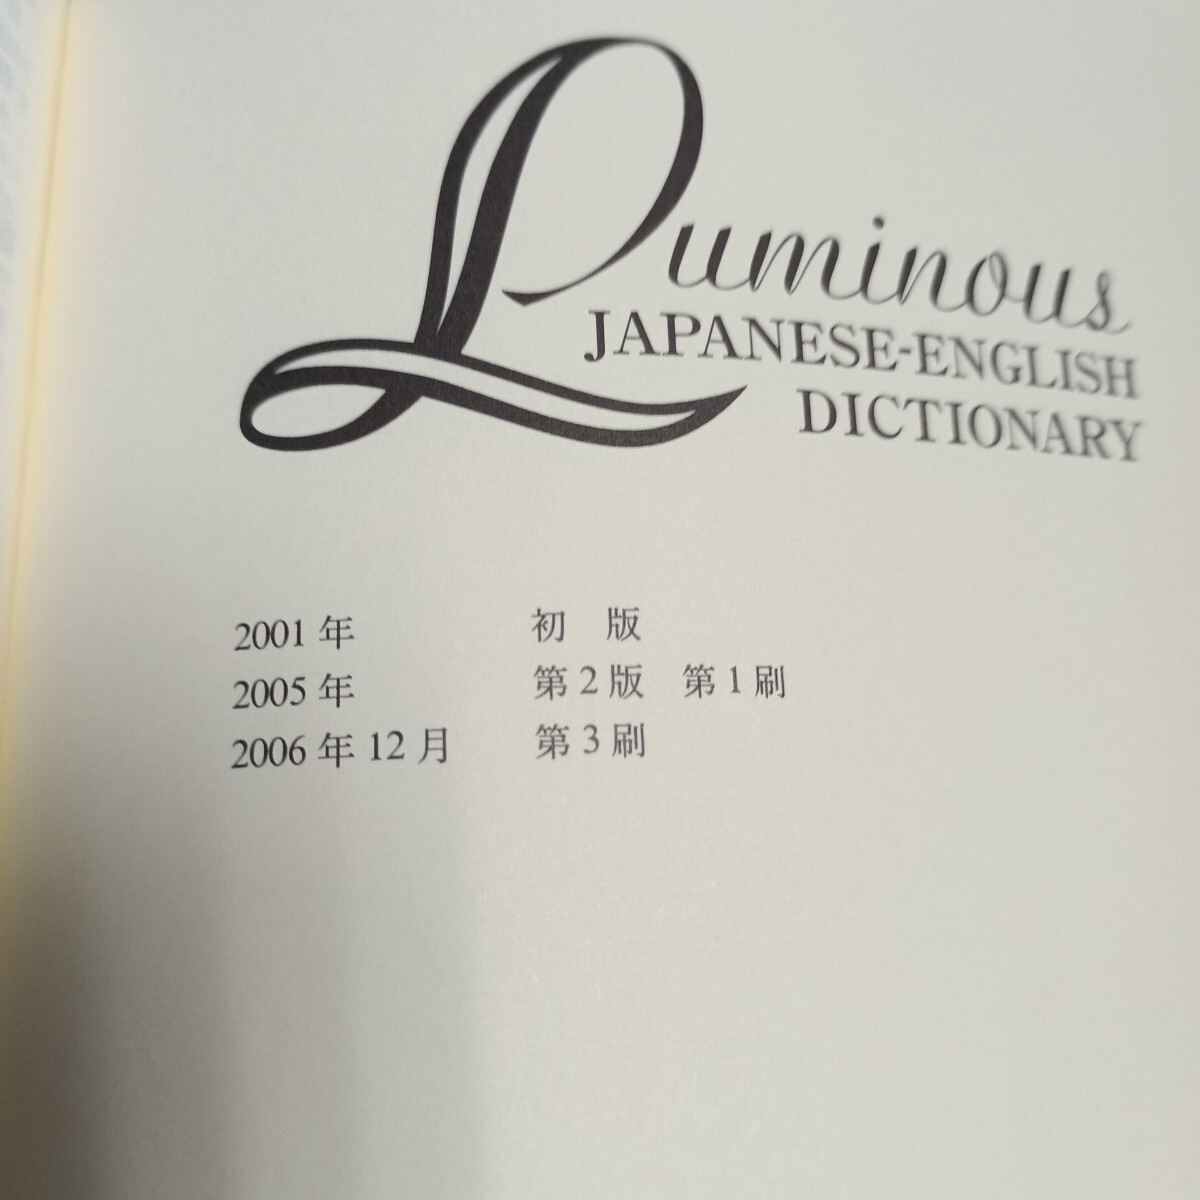 Luminous
JAPANESE-ENGLISH
DICTIONARY
2001年 初 版
2005年 第2版 第1刷
2006年12月 第3刷